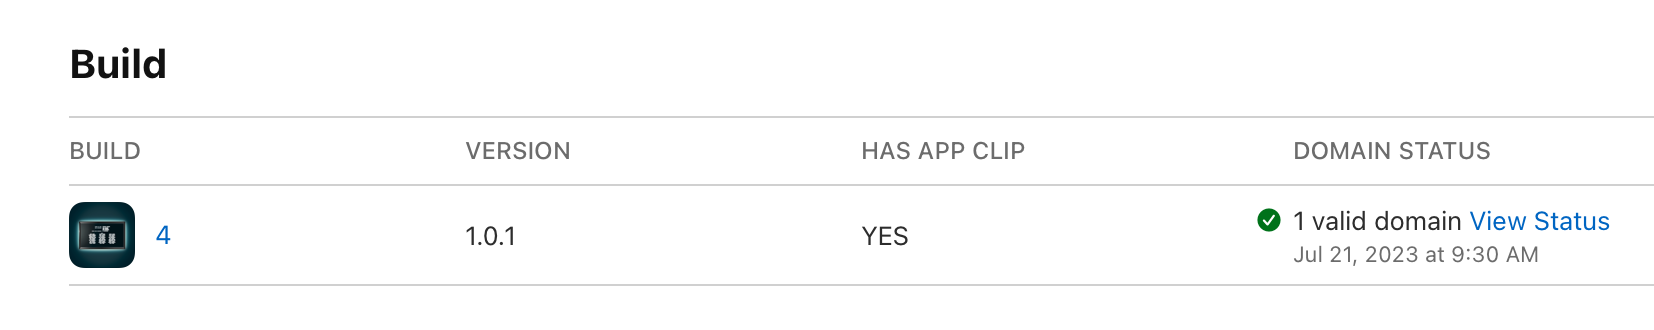 Build
BUILD VERSION HAS APP CLIP DOMAIN STATUS
4 1.0.1 YES 1 valid domain View Status
Jul 21, 2023 at 9:30 AM